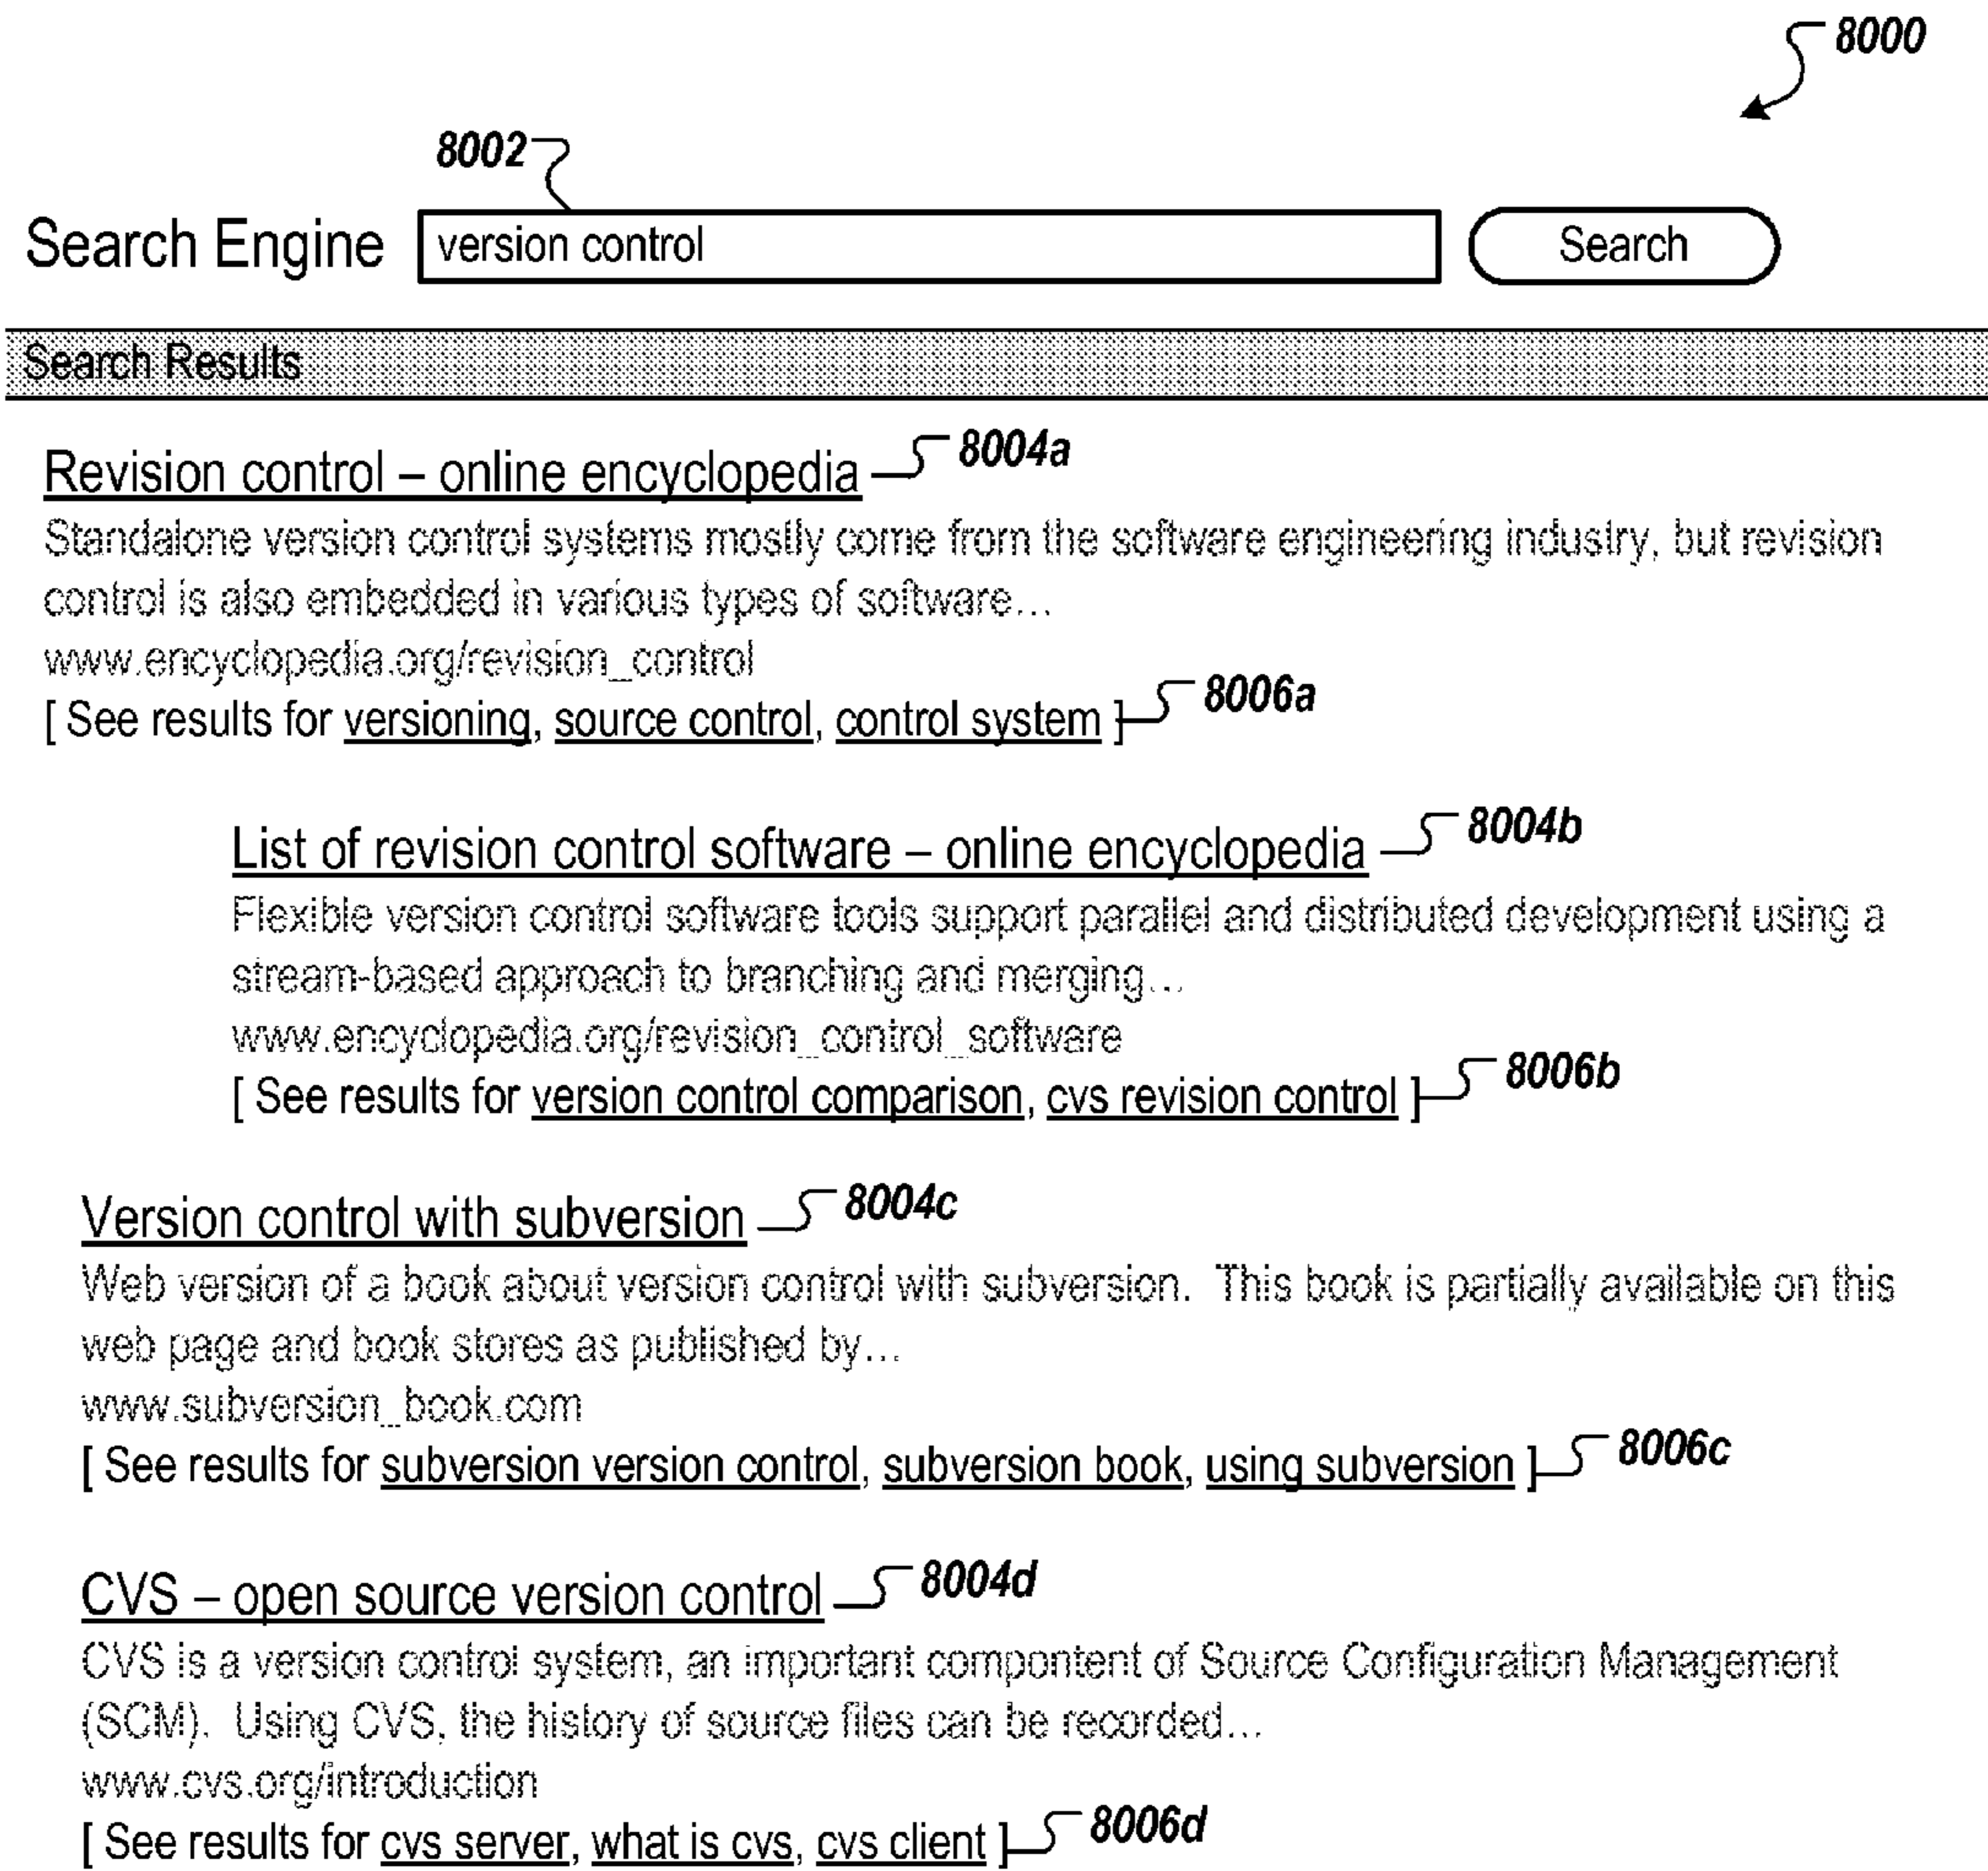 8000
8002
Search Engine version control Search
Search Results
Revision control – online encyclopedia 8004a
Standalone version control systems mostly come from the software engineering industry, but revision
control is also embedded in various types of software...
www.encyclopedia.org/revision_control
[ See results for versioning, source control, control system ] 8006a
List of revision control software – online encyclopedia 8004b
Flexible version control software tools support parallel and distributed development using a
stream-based approach to branching and merging...
www.encyclopedia.org/revision_control_software
[ See results for version control comparison, cvs revision control ] 8006b
Version control with subversion 8004c
Web version of a book about version control with subversion. This book is partially available on this
web page and book stores as published by...
www.subversion_book.com
[ See results for subversion version control, subversion book, using subversion ] 8006c
CVS – open source version control 8004d
CVS is a version control system, an important compontent of Source Configuration Management
(SCM). Using CVS, the history of source files can be recorded...
www.cvs.org/introduction
[ See results for cvs server, what is cvs, cvs client ] 8006d